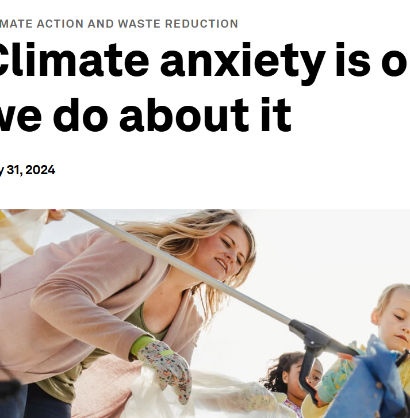 MATE ACTION AND WASTE REDUCTION
Climate anxiety is o
we do about it
y 31, 2024